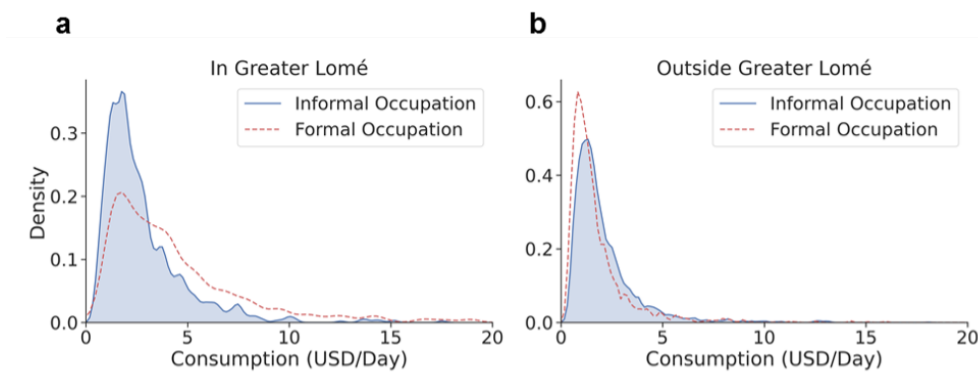 a
In Greater Lomé
Informal Occupation
Formal Occupation
Density
0.3
0.2
0.1
0.0
0
5
10
15
20
Consumption (USD/Day)
b
Outside Greater Lomé
Informal Occupation
Formal Occupation
0.6
0.4
0.2
0.0
0
5
10
15
20
Consumption (USD/Day)